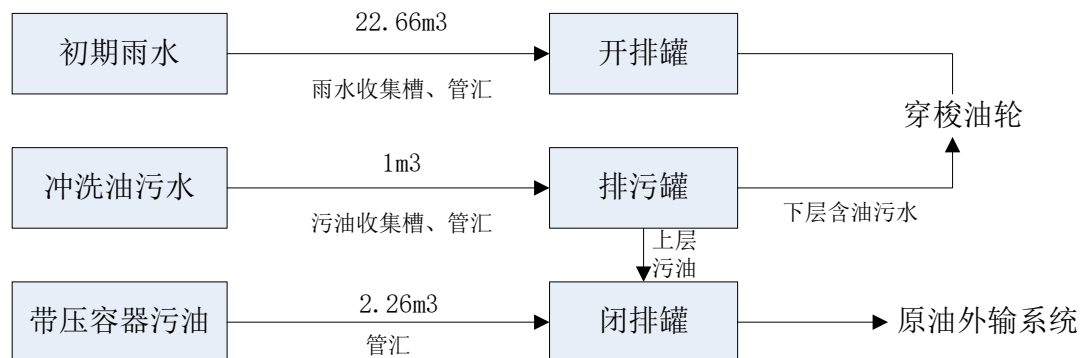 初期雨水
22.66m3
雨水收集槽、管汇
开排罐
穿梭油轮
冲洗油污水
1m3
污油收集槽、管汇
排污罐
下层含油污水
上层
污油
带压容器污油
2.26m3
管汇
闭排罐
原油外输系统